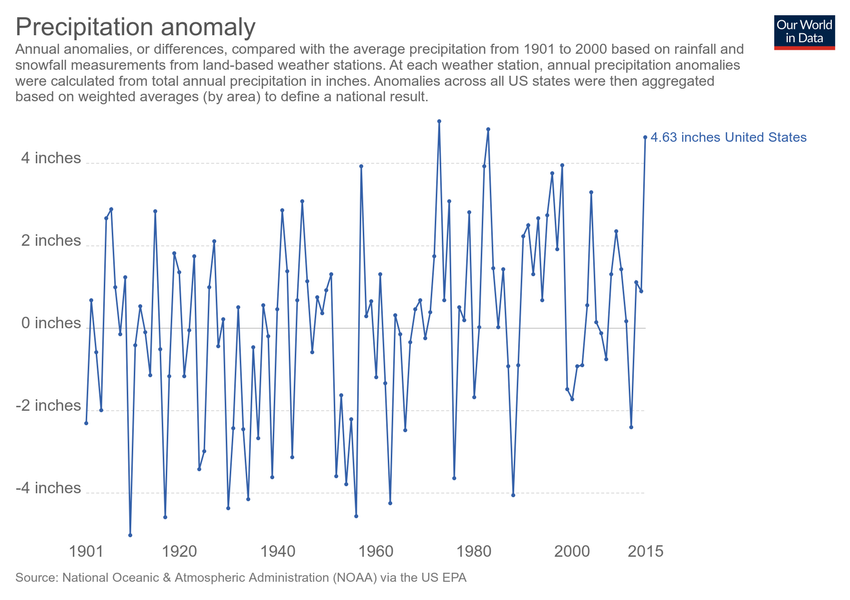 Precipitation anomaly
Our World
in Data
Annual anomalies, or differences, compared with the average precipitation from 1901 to 2000 based on rainfall and
snowfall measurements from land-based weather stations. At each weather station, annual precipitation anomalies
were calculated from total annual precipitation in inches. Anomalies across all US states were then aggregated
based on weighted averages (by area) to define a national result.
4 inches
4.63 inches United States
2 inches
0 inches
-2 inches
-4 inches
1901 1920 1940 1960 1980 2000 2015
Source: National Oceanic & Atmospheric Administration (NOAA) via the US EPA